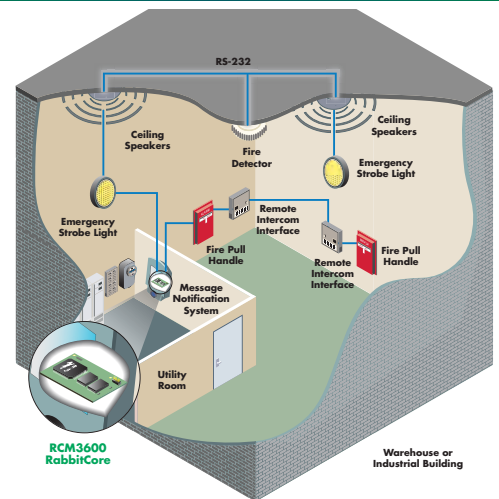 RS-232
Ceiling
Speakers
Ceiling
Speakers
Fire
Detector
Emergency
Strobe Light
Emergency
Strobe Light
Remote
Intercom
Interface
Fire Pull
Handle
Remote
Intercom
Interface
Fire Pull
Handle
Message
Notification
System
Utility
Room
RCM3600
RabbitCore
Warehouse or
Industrial Building